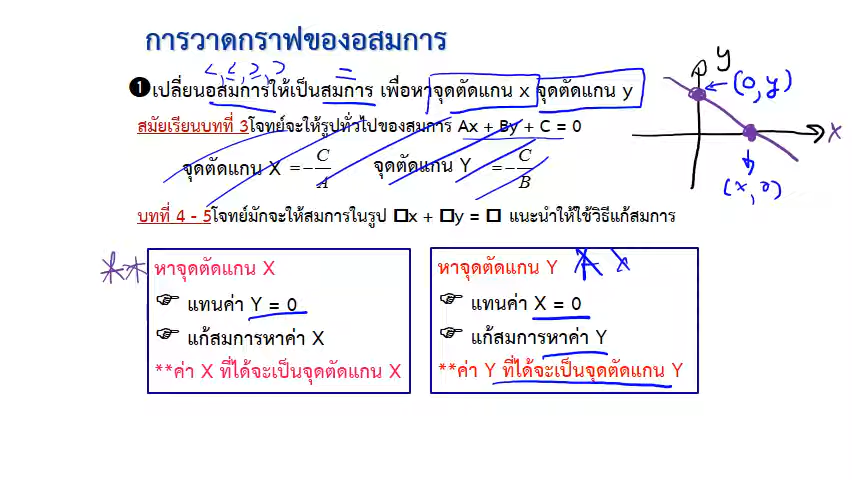 การวาดกราฟของอสมการ
<, ≤, ≥, >
=
❶เปลี่ยนอสมการให้เป็นสมการ เพื่อหาจุดตัดแกน x จุดตัดแกน y
สมัยเรียนบทที่ 3โจทย์จะให้รูปทั่วไปของสมการ Ax + By + C = 0
จุดตัดแกน X = -C/A จุดตัดแกน Y = -C/B
บทที่ 4 - 5โจทย์มักจะให้สมการในรูป □x + □y = □ แนะนำให้ใช้วิธีแก้สมการ
y
(0, y)
x
(x, 0)
หาจุดตัดแกน X
☞ แทนค่า Y = 0
☞ แก้สมการหาค่า X
**ค่า X ที่ได้จะเป็นจุดตัดแกน X
หาจุดตัดแกน Y
☞ แทนค่า X = 0
☞ แก้สมการหาค่า Y
**ค่า Y ที่ได้จะเป็นจุดตัดแกน Y